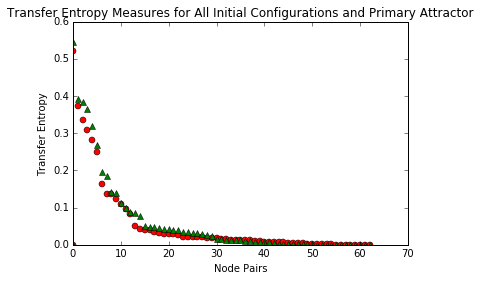 Transfer Entropy Measures for All Initial Configurations and Primary Attractor
0.6
0.5
0.4
0.3
0.2
0.1
0.0
Transfer Entropy
0 10 20 30 40 50 60 70
Node Pairs